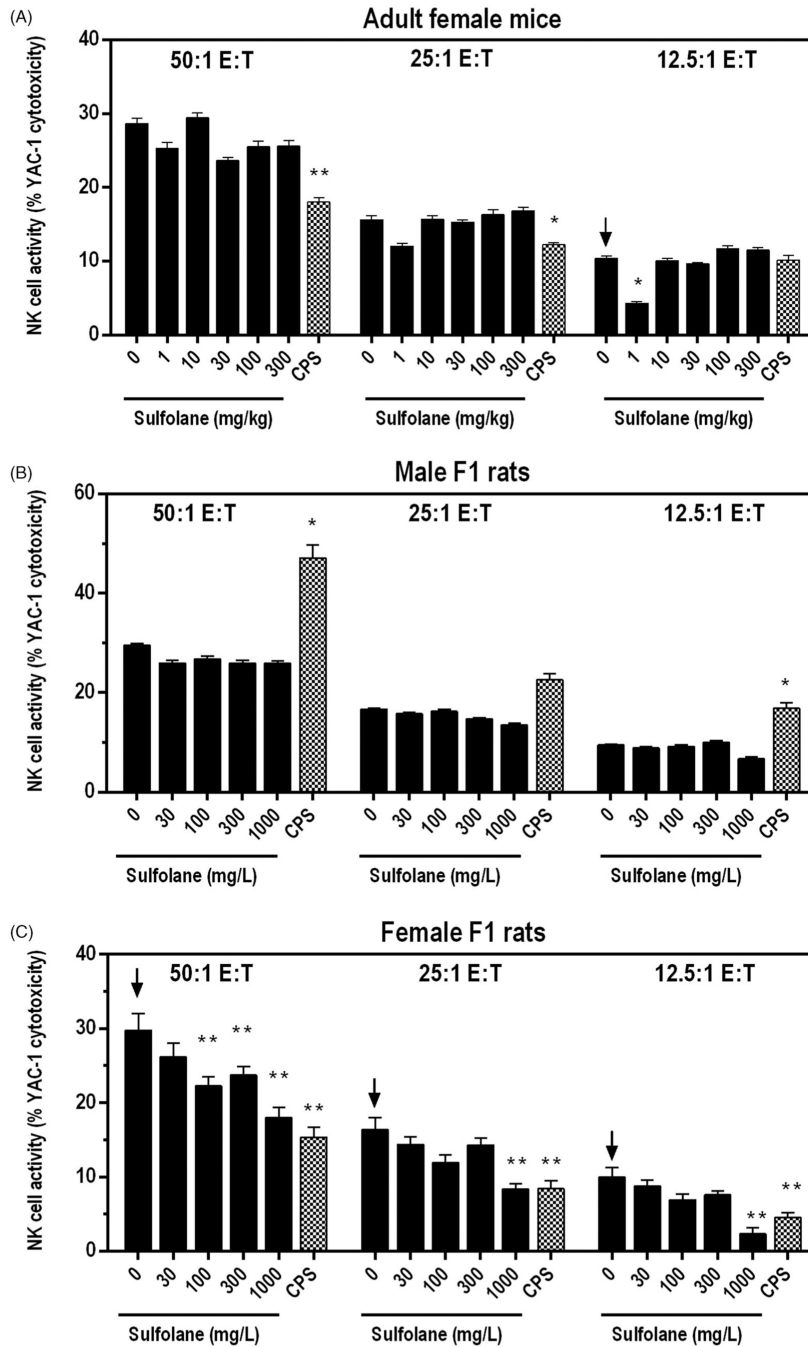 (A)
Adult female mice
50:1 E:T 25:1 E:T 12.5:1 E:T
NK cell activity (% YAC-1 cytotoxicity)
40
30
20
10
0
** * *
0 1 10 30 100 300 CPS 0 1 10 30 100 300 CPS 0 1 10 30 100 300 CPS
Sulfolane (mg/kg) Sulfolane (mg/kg) Sulfolane (mg/kg)
(B)
Male F1 rats
50:1 E:T 25:1 E:T 12.5:1 E:T
NK cell activity (% YAC-1 cytotoxicity)
60
40
20
0
* *
0 30 100 300 1000 CPS 0 30 100 300 1000 CPS 0 30 100 300 1000 CPS
Sulfolane (mg/L) Sulfolane (mg/L) Sulfolane (mg/L)
(C)
Female F1 rats
50:1 E:T 25:1 E:T 12.5:1 E:T
NK cell activity (% YAC-1 cytotoxicity)
40
30
20
10
0
** ** ** ** ** ** ** **
0 30 100 300 1000 CPS 0 30 100 300 1000 CPS 0 30 100 300 1000 CPS
Sulfolane (mg/L) Sulfolane (mg/L) Sulfolane (mg/L)